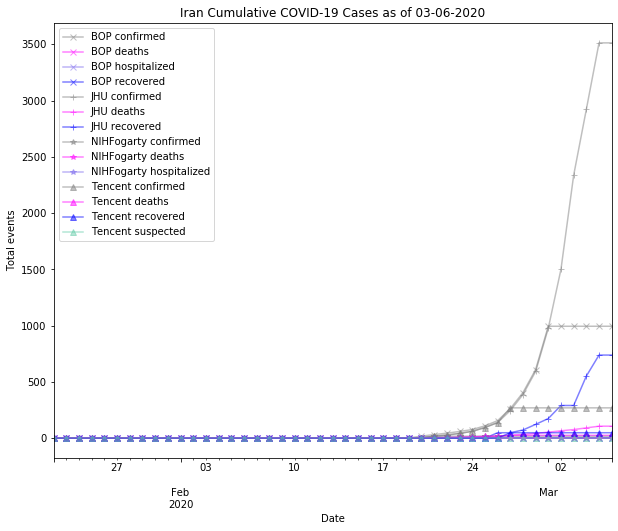 Iran Cumulative COVID-19 Cases as of 03-06-2020
3500
3000
2500
2000
1500
1000
500
0
Total events
BOP confirmed
BOP deaths
BOP hospitalized
BOP recovered
JHU confirmed
JHU deaths
JHU recovered
NIHFogarty confirmed
NIHFogarty deaths
NIHFogarty hospitalized
Tencent confirmed
Tencent deaths
Tencent recovered
Tencent suspected
27 03 10 17 24 02
Feb Mar
2020
Date